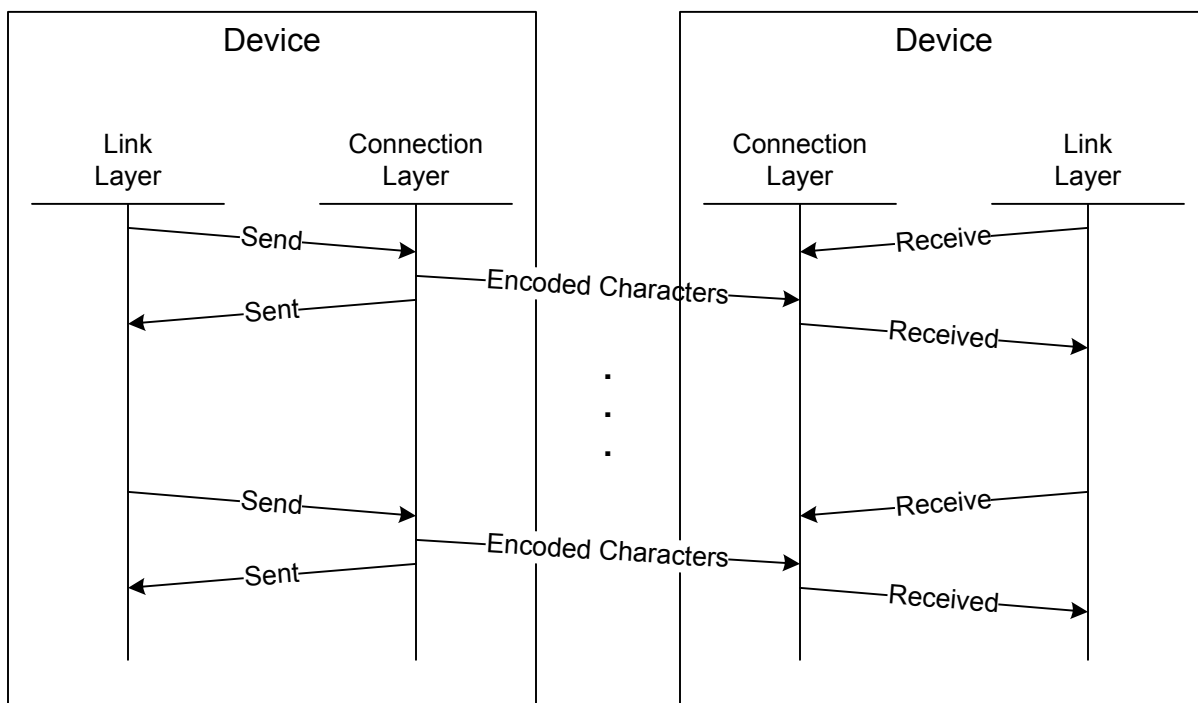 Device
Device
Link
Layer
Connection
Layer
Connection
Layer
Link
Layer
Send
Receive
Encoded Characters
Sent
Received
.
.
.
Send
Receive
Encoded Characters
Sent
Received